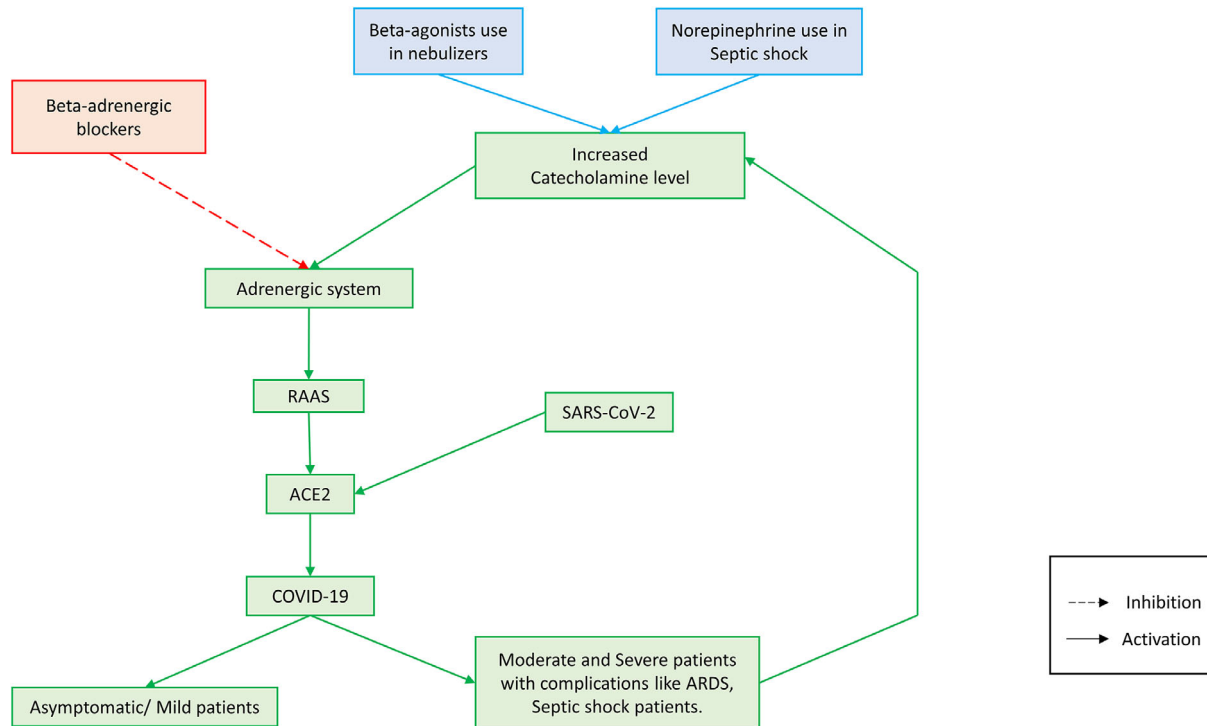 Beta-agonists use
in nebulizers
Norepinephrine use in
Septic shock
Beta-adrenergic
blockers
Increased
Catecholamine level
Adrenergic system
RAAS
SARS-CoV-2
ACE2
COVID-19
Moderate and Severe patients
with complications like ARDS,
Septic shock patients.
Asymptomatic/ Mild patients
Inhibition
Activation